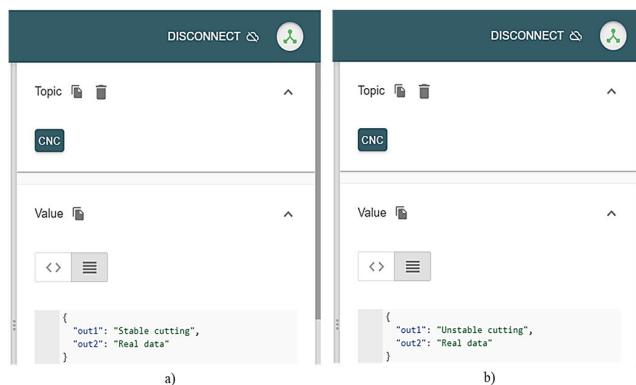 DISCONNECT
Topic
CNC
Value
<>
{
"out1": "Stable cutting",
"out2": "Real data"
}
a)
DISCONNECT
Topic
CNC
Value
<>
{
"out1": "Unstable cutting",
"out2": "Real data"
}
b)